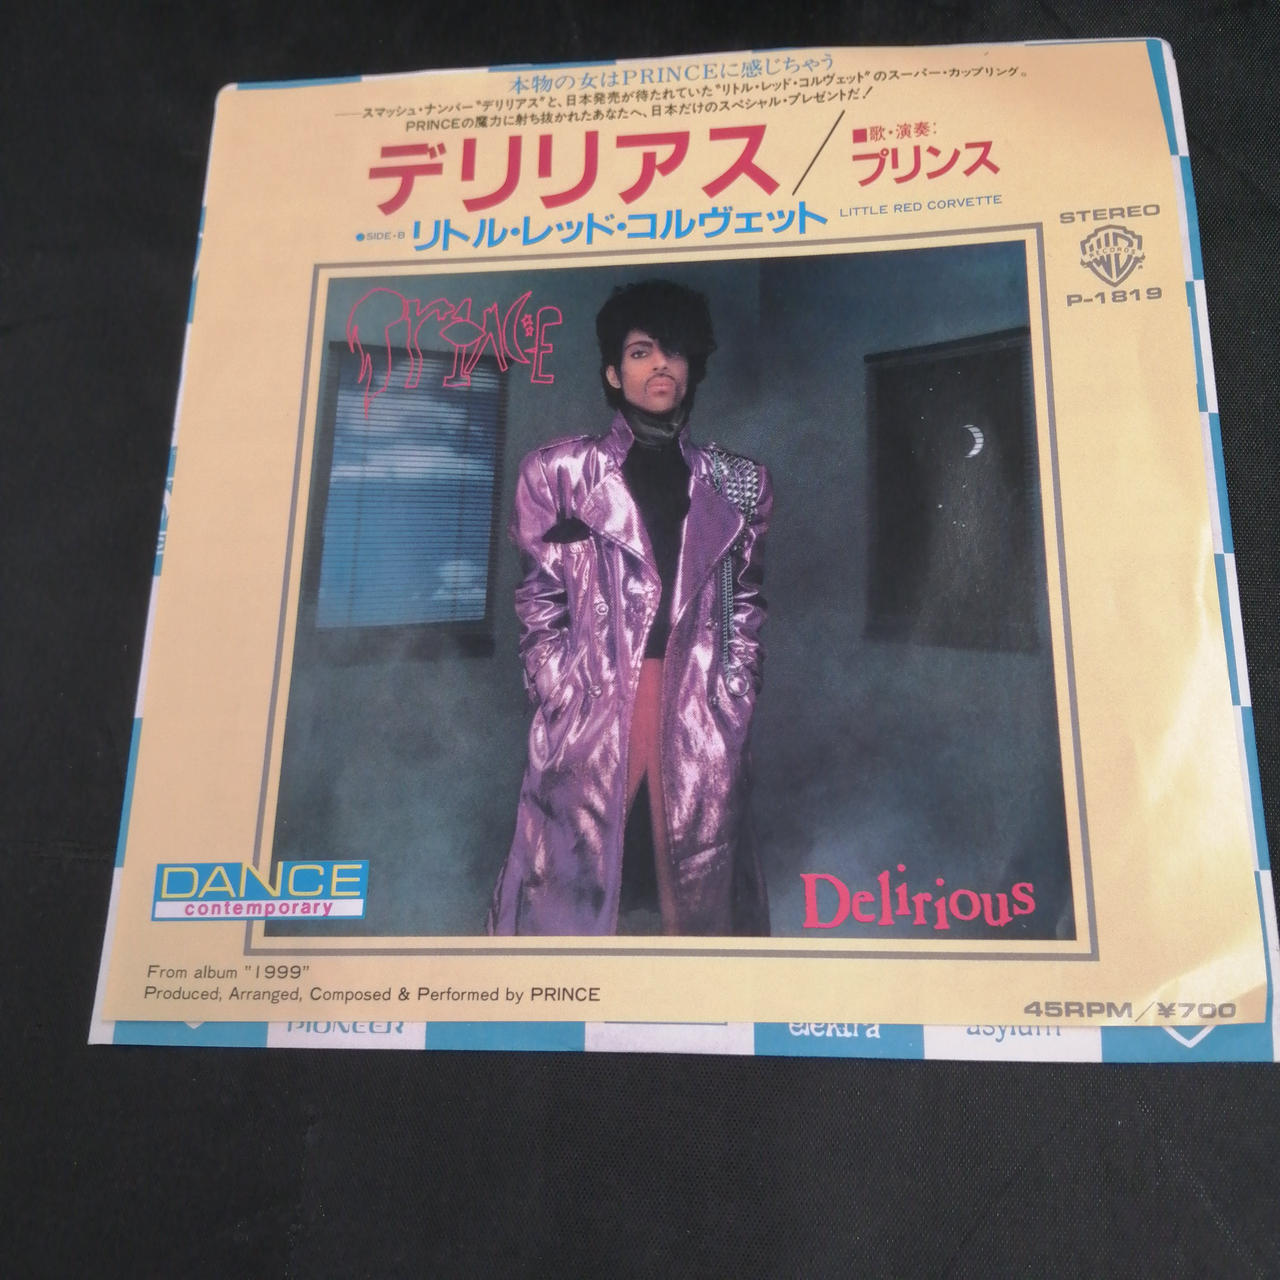 本物の女はPRINCEに感じちゃう
──スマッシュ・ナンバー"デリリアス"と、日本発売が待たれていた"リトル・レッド・コルヴェット"のスーパー・カップリング。
PRINCEの魔力に射ち抜かれたあなたへ、日本だけのスペシャル・プレゼントだ!
デリリアス/
■歌・演奏:
プリンス
●SIDE-B リトル・レッド・コルヴェット LITTLE RED CORVETTE
STEREO
WB RECORDS
P-1819
PRINCE
DANCE
contemporary
Delirious
From album "1999"
Produced, Arranged, Composed & Performed by PRINCE
45RPM/¥700
PIONEER
elektra
asylum